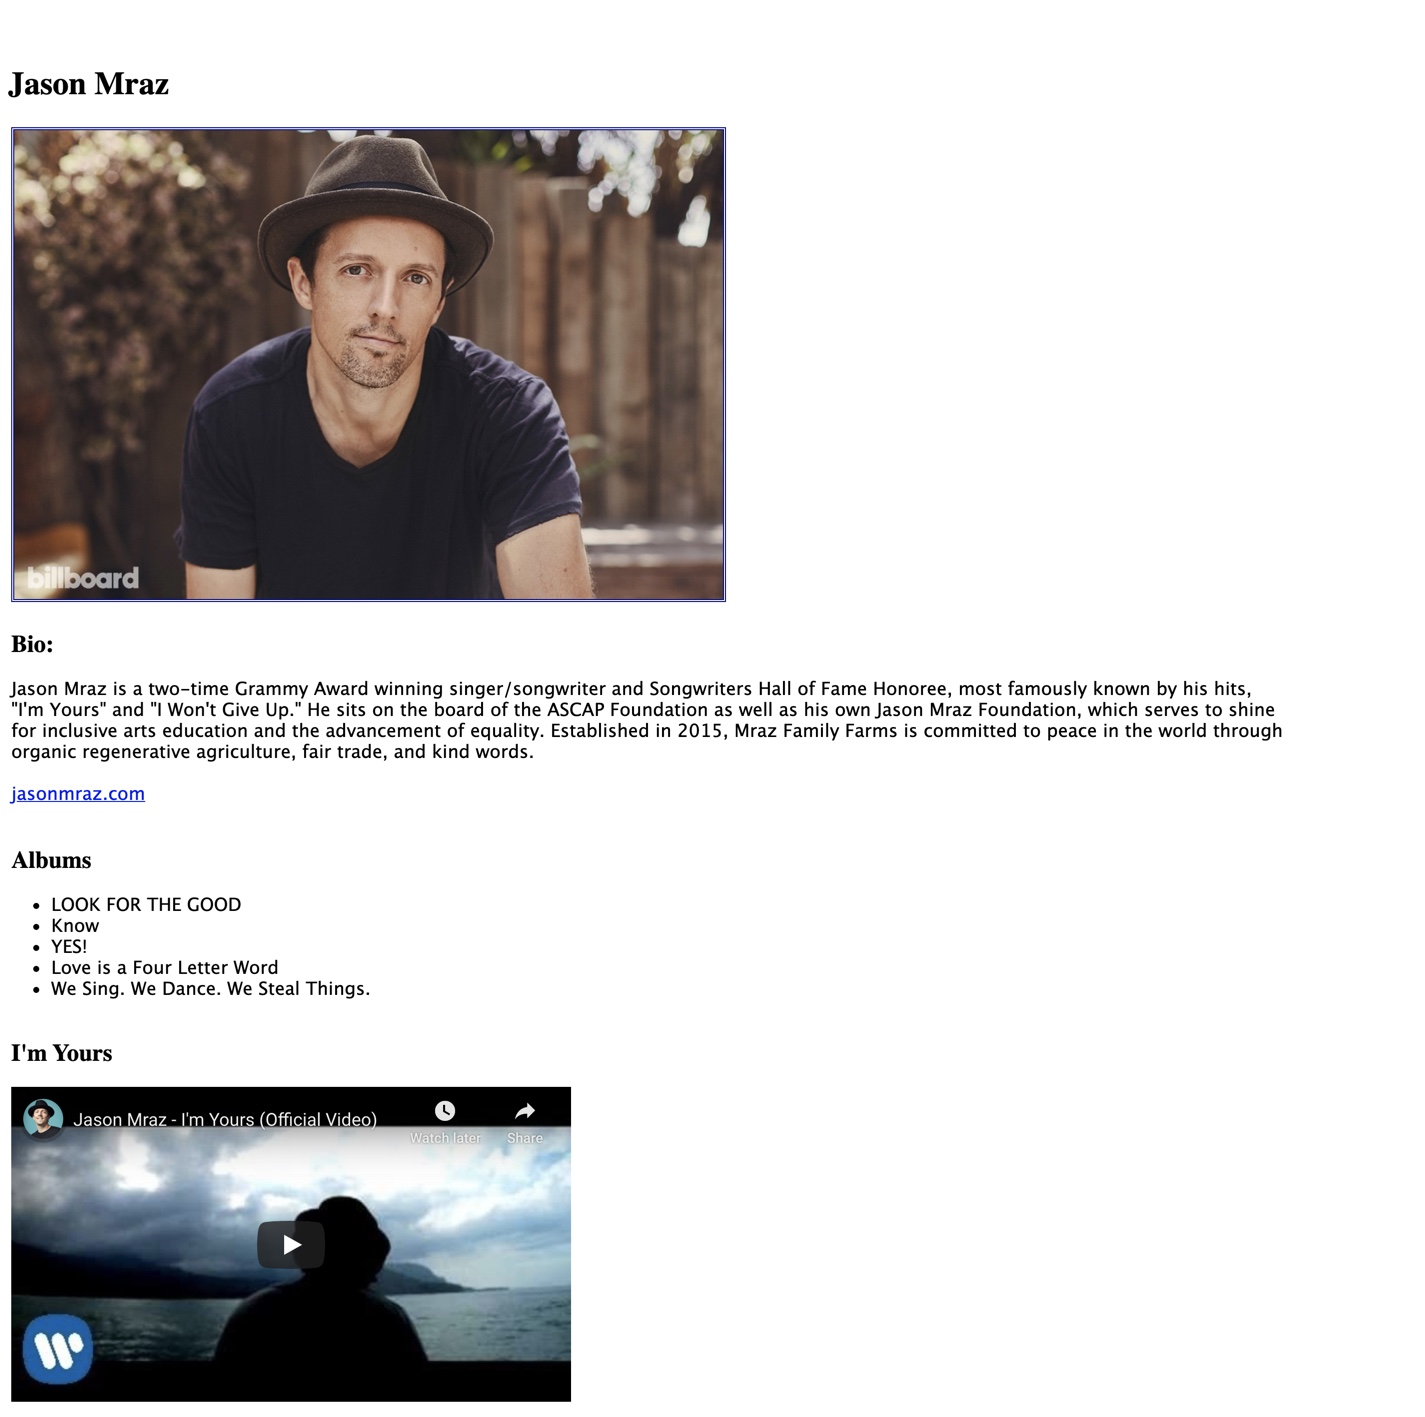 Jason Mraz
billboard
Bio:
Jason Mraz is a two-time Grammy Award winning singer/songwriter and Songwriters Hall of Fame Honoree, most famously known by his hits,
"I'm Yours" and "I Won't Give Up." He sits on the board of the ASCAP Foundation as well as his own Jason Mraz Foundation, which serves to shine
for inclusive arts education and the advancement of equality. Established in 2015, Mraz Family Farms is committed to peace in the world through
organic regenerative agriculture, fair trade, and kind words.
jasonmraz.com
Albums
• LOOK FOR THE GOOD
• Know
• YES!
• Love is a Four Letter Word
• We Sing. We Dance. We Steal Things.
I'm Yours
Jason Mraz - I'm Yours (Official Video)
Watch later
Share